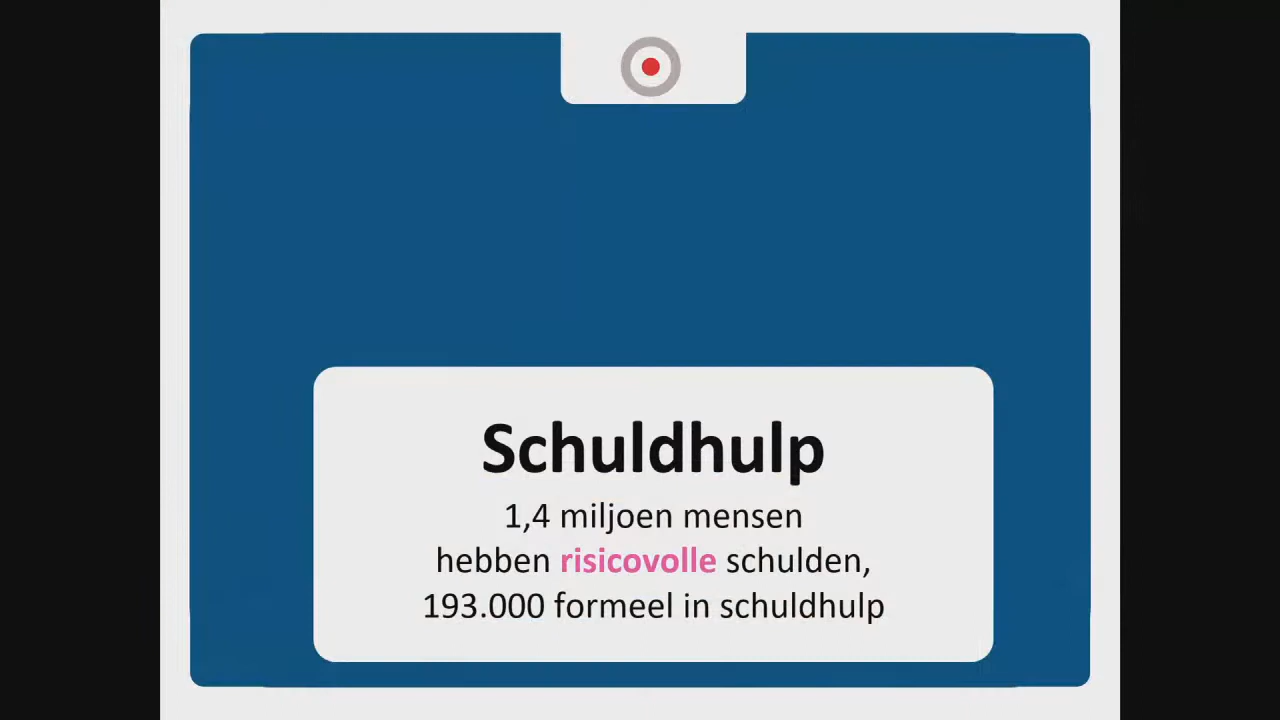 Schuldhulp
1,4 miljoen mensen
hebben risicovolle schulden,
193.000 formeel in schuldhulp